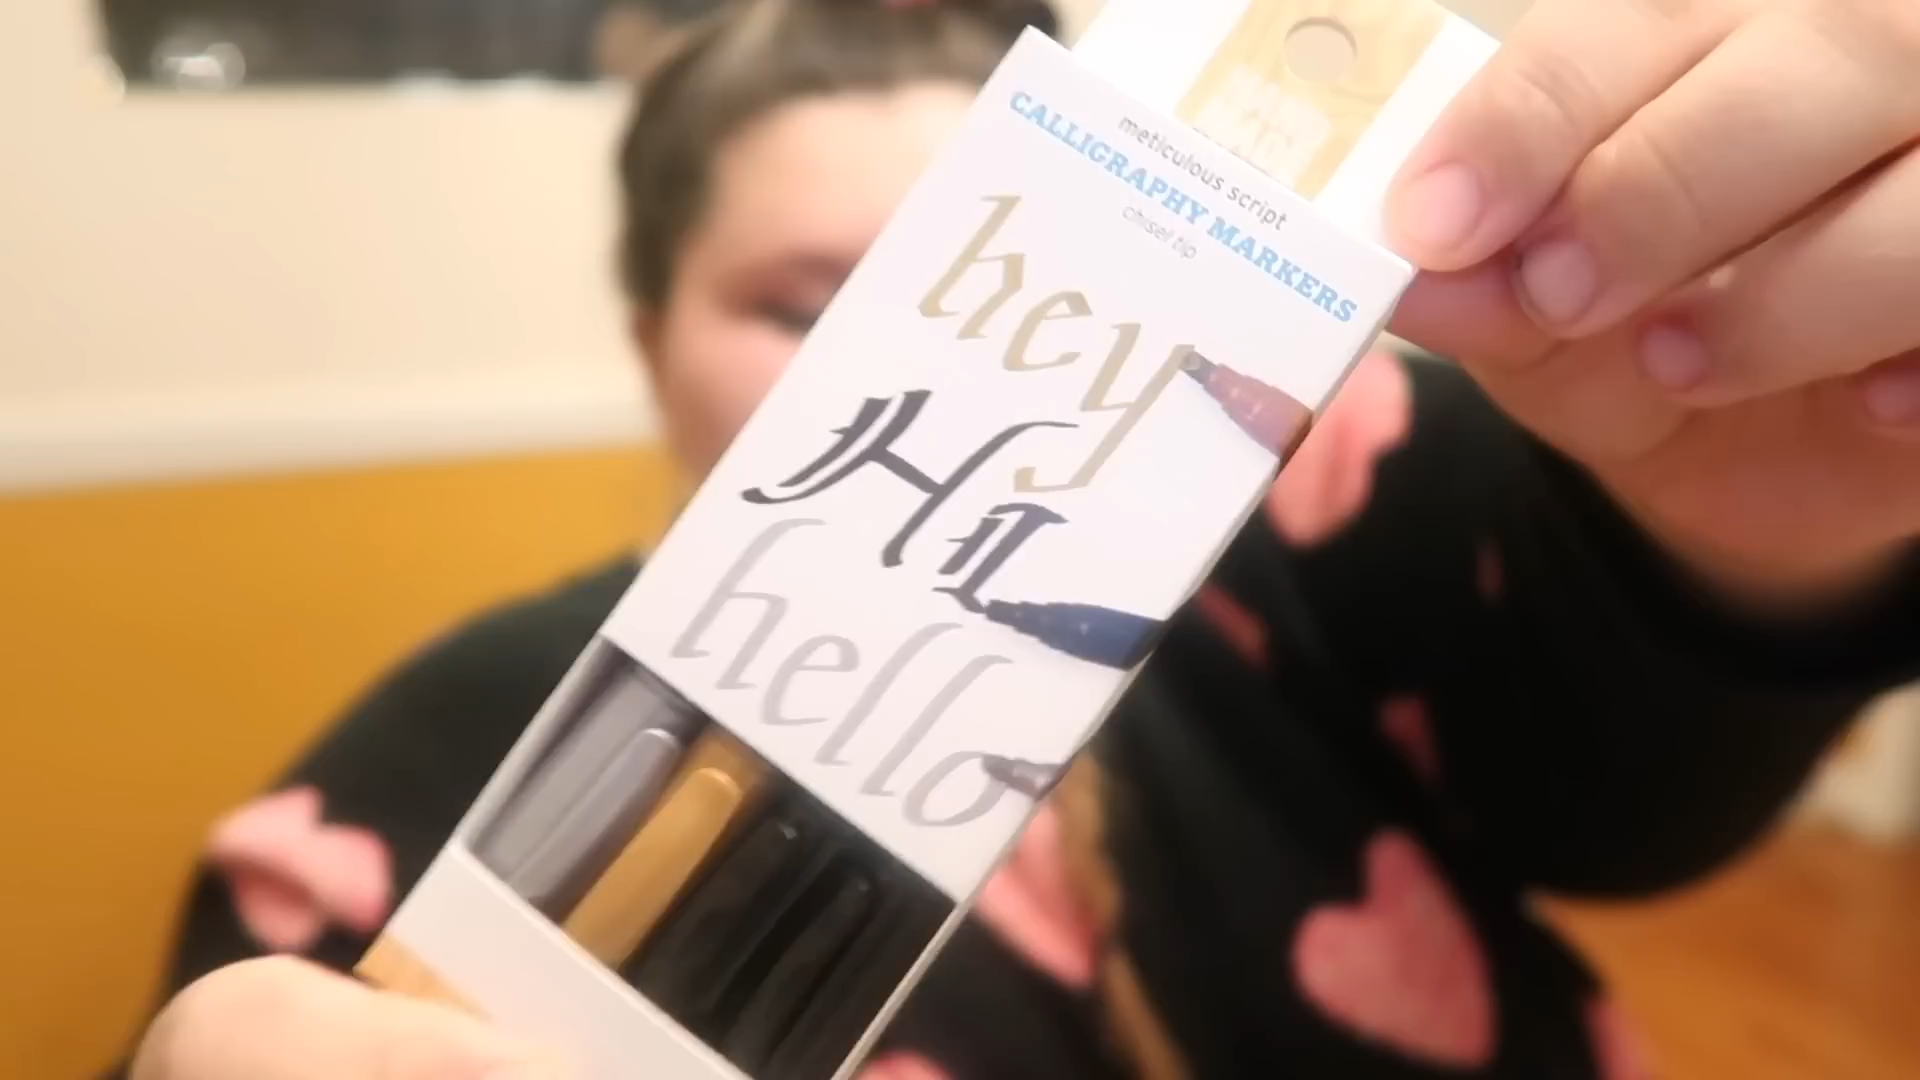 meticulous script
CALLIGRAPHY MARKERS
chisel tip
hey
Hi
hello